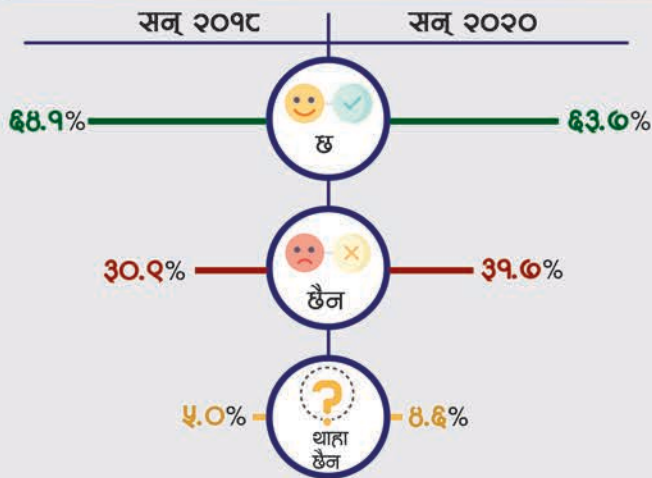 सन् २०१८ सन् २०२०
६४.१% ६३.७%
छ
३०.९% ३१.७%
छैन
५.०% ४.६%
थाहा
छैन